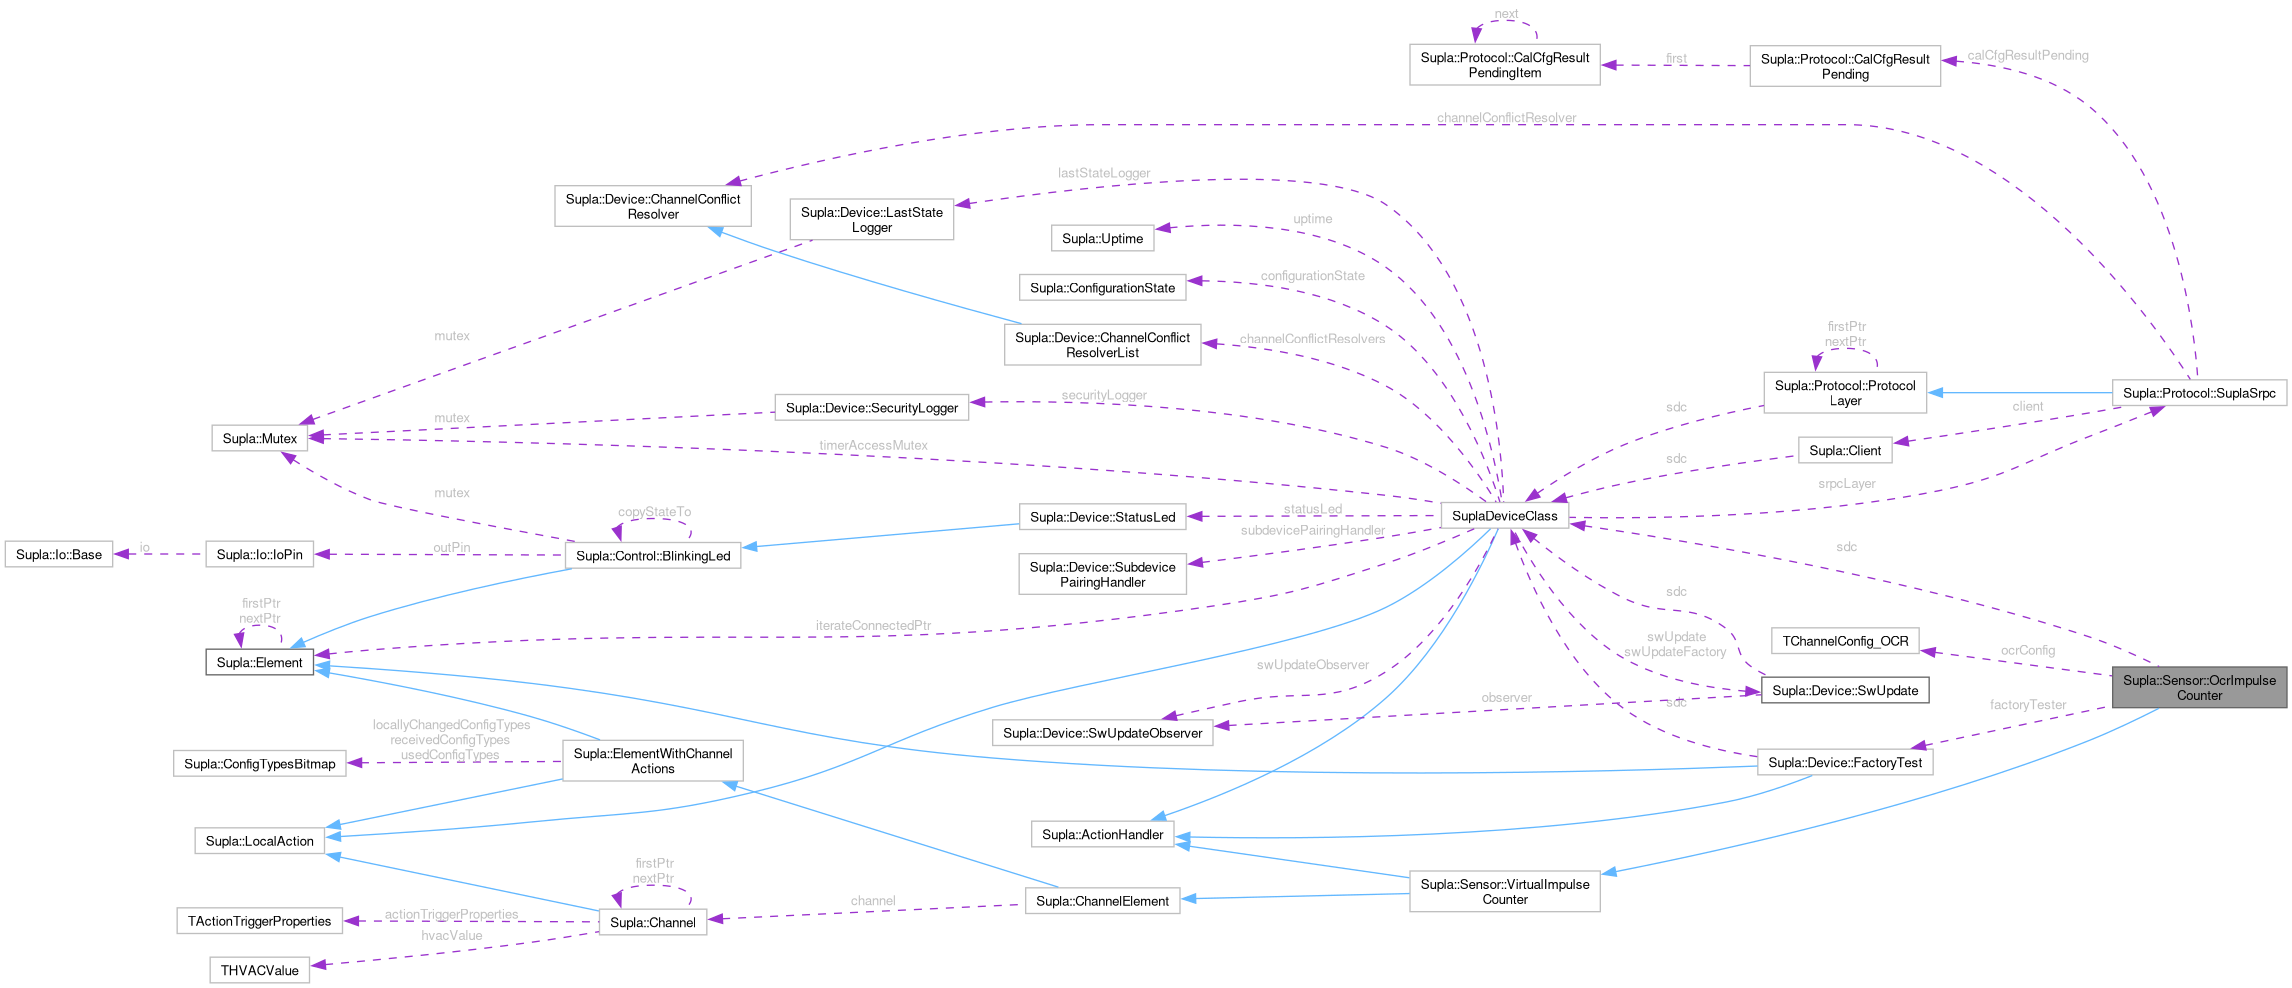 next
Supla::Protocol::CalCfgResult
PendingItem
first
Supla::Protocol::CalCfgResult
Pending
calCfgResultPending
channelConflictResolver
Supla::Device::ChannelConflict
Resolver
Supla::Device::LastState
Logger
lastStateLogger
Supla::Uptime
uptime
Supla::ConfigurationState
configurationState
Supla::Device::ChannelConflict
ResolverList
channelConflictResolvers
mutex
firstPtr
nextPtr
Supla::Protocol::Protocol
Layer
Supla::Protocol::SuplaSrpc
Supla::Device::SecurityLogger
securityLogger
sdc
client
mutex
Supla::Mutex
timerAccessMutex
Supla::Client
sdc
srpcLayer
mutex
copyStateTo
Supla::Device::StatusLed
statusLed
SuplaDeviceClass
subdevicePairingHandler
Supla::Io::Base
io
Supla::Io::IoPin
outPin
Supla::Control::BlinkingLed
sdc
Supla::Device::Subdevice
PairingHandler
sdc
firstPtr
nextPtr
iterateConnectedPtr
Supla::Element
swUpdate
swUpdateFactory
TChannelConfig_OCR
ocrConfig
swUpdateObserver
Supla::Device::SwUpdate
Supla::Sensor::OcrImpulse
Counter
observer
sdc
factoryTester
locallyChangedConfigTypes
receivedConfigTypes
usedConfigTypes
Supla::Device::SwUpdateObserver
Supla::ConfigTypesBitmap
Supla::ElementWithChannel
Actions
Supla::Device::FactoryTest
Supla::LocalAction
Supla::ActionHandler
firstPtr
nextPtr
Supla::Sensor::VirtualImpulse
Counter
Supla::ChannelElement
channel
TActionTriggerProperties
actionTriggerProperties
Supla::Channel
hvacValue
THVACValue